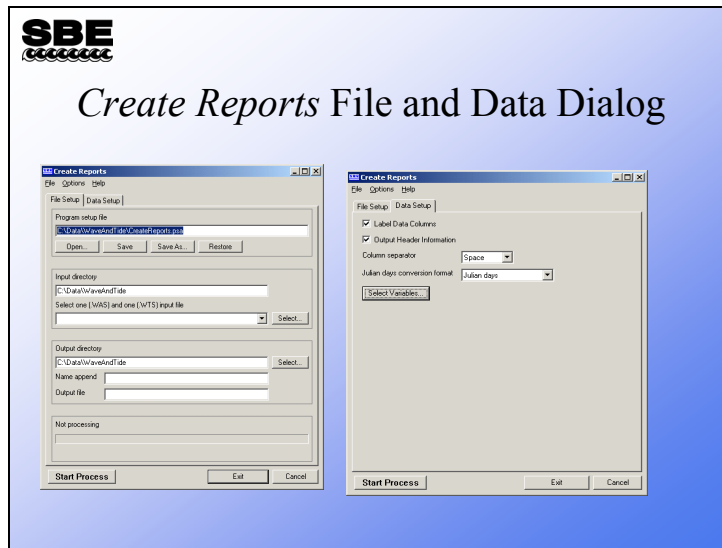 SBE
Create Reports File and Data Dialog
Create Reports
File Options Help
File Setup Data Setup
Program setup file
C:\Data\WaveAndTide\CreateReports.psa
Open... Save Save As... Restore
Input directory
C:\Data\WaveAndTide
Select one (.WAS) and one (.WTS) input file
Select...
Output directory
C:\Data\WaveAndTide
Select...
Name append
Output file
Not processing
Start Process Exit Cancel
Create Reports
File Options Help
File Setup Data Setup
Label Data Columns
Output Header Information
Column separator Space
Julian days conversion format Julian days
Select Variables...
Start Process Exit Cancel